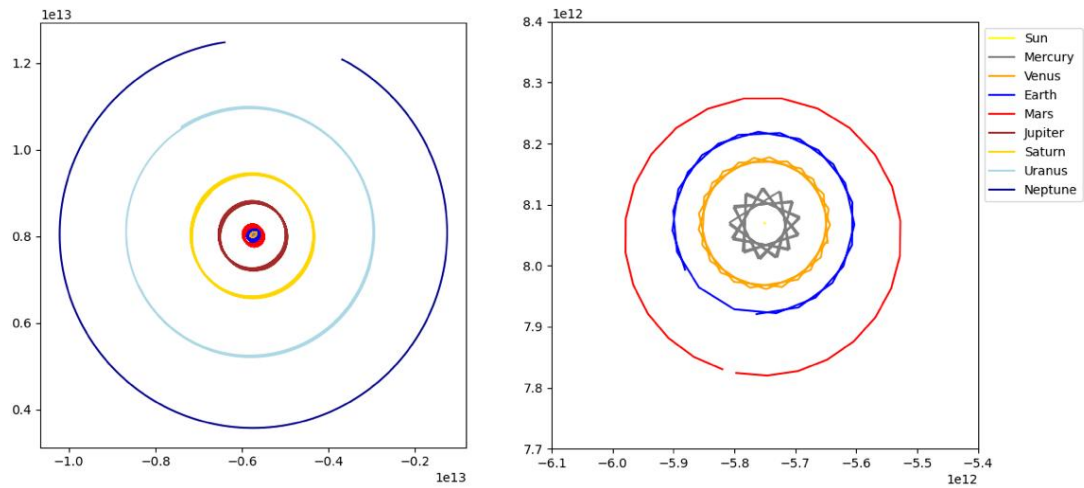 1e13
1.2
1.0
0.8
0.6
0.4
−1.0 −0.8 −0.6 −0.4 −0.2
1e13
1e12
8.4
8.3
8.2
8.1
8.0
7.9
7.8
7.7
−6.1 −6.0 −5.9 −5.8 −5.7 −5.6 −5.5 −5.4
1e12
Sun
Mercury
Venus
Earth
Mars
Jupiter
Saturn
Uranus
Neptune